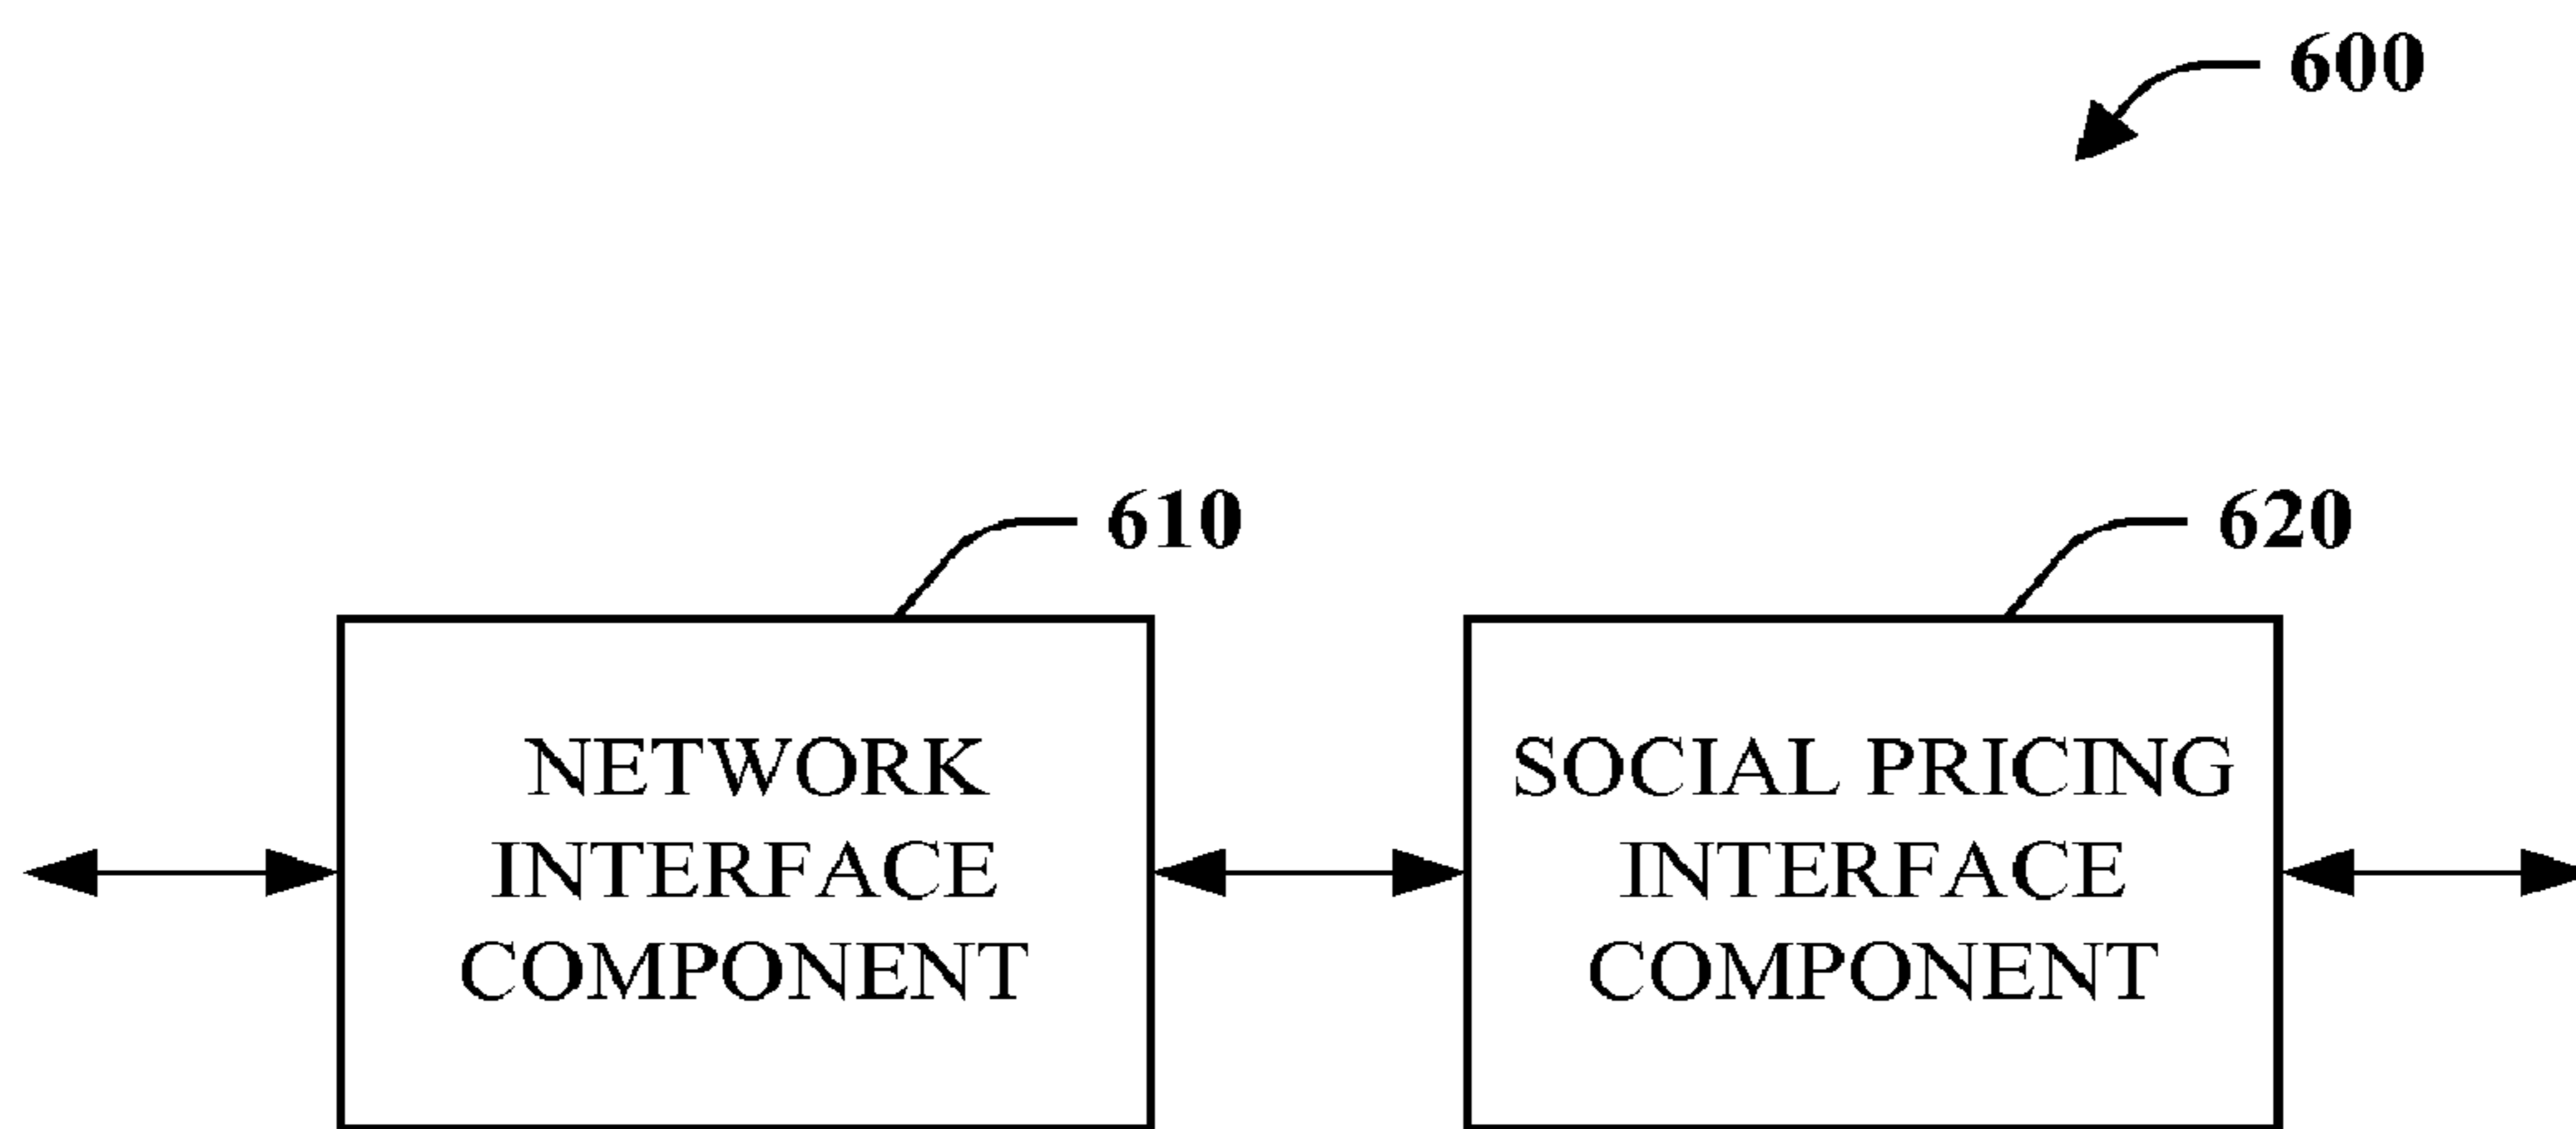 600
610
620
NETWORK
INTERFACE
COMPONENT
SOCIAL PRICING
INTERFACE
COMPONENT